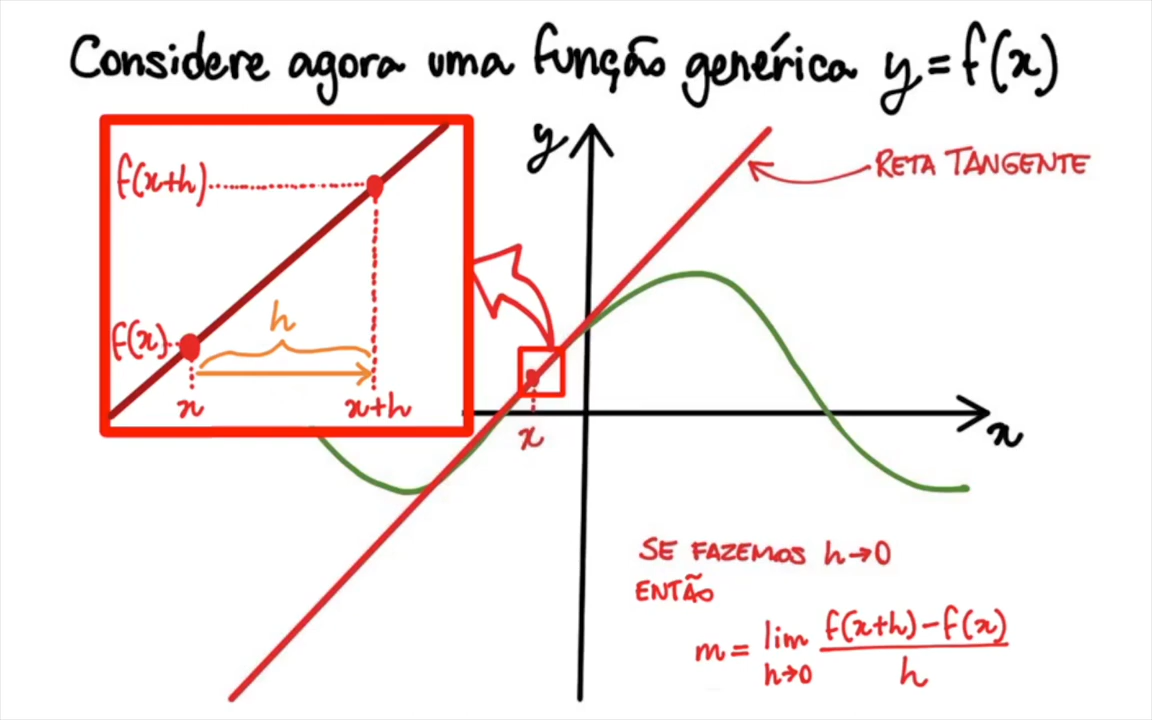 Considere agora uma função genérica y=f(x)
f(x+h)
f(x)
h
x
x+h
y
RETA TANGENTE
x
x
SE FAZEMOS h→0
ENTÃO
m = lim f(x+h)-f(x)
h→0 h